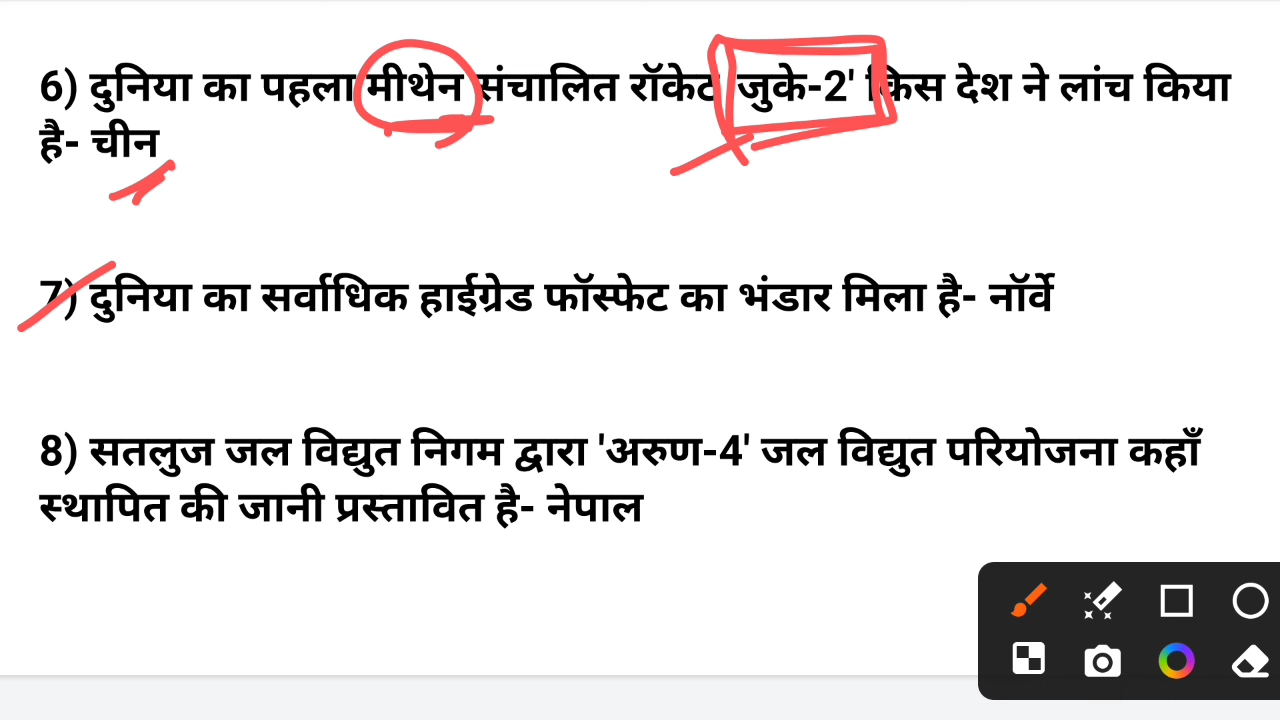 6) दुनिया का पहला मीथेन संचालित रॉकेट 'जुके-2' किस देश ने लांच किया
है- चीन
7) दुनिया का सर्वाधिक हाईग्रेड फॉस्फेट का भंडार मिला है- नॉर्वे
8) सतलुज जल विद्युत निगम द्वारा 'अरुण-4' जल विद्युत परियोजना कहाँ
स्थापित की जानी प्रस्तावित है- नेपाल